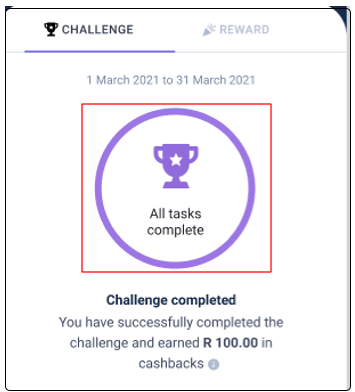 CHALLENGE
REWARD
1 March 2021 to 31 March 2021
All tasks
complete
Challenge completed
You have successfully completed the
challenge and earned R 100.00 in
cashbacks